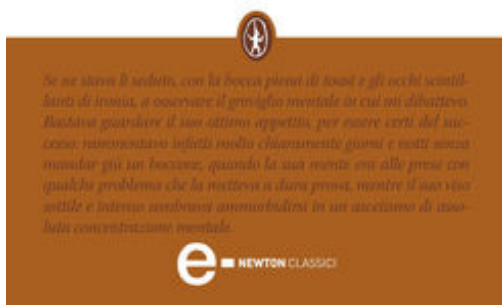 Se ne stava lì seduto, con la bocca piena di toast e gli occhi scintil-
lanti di ironia, a osservare il groviglio mentale in cui mi dibattevo.
Bastava guardare il suo ottimo appetito, per essere certi del suc-
cesso: rammentavo infatti molto chiaramente giorni e notti senza
mandar giù un boccone, quando la sua mente era alle prese con
qualche problema che la metteva a dura prova, mentre il suo viso
sottile e intenso sembrava ammorbidirsi in un ascetismo di asso-
luta concentrazione mentale.
e NEWTON CLASSICI